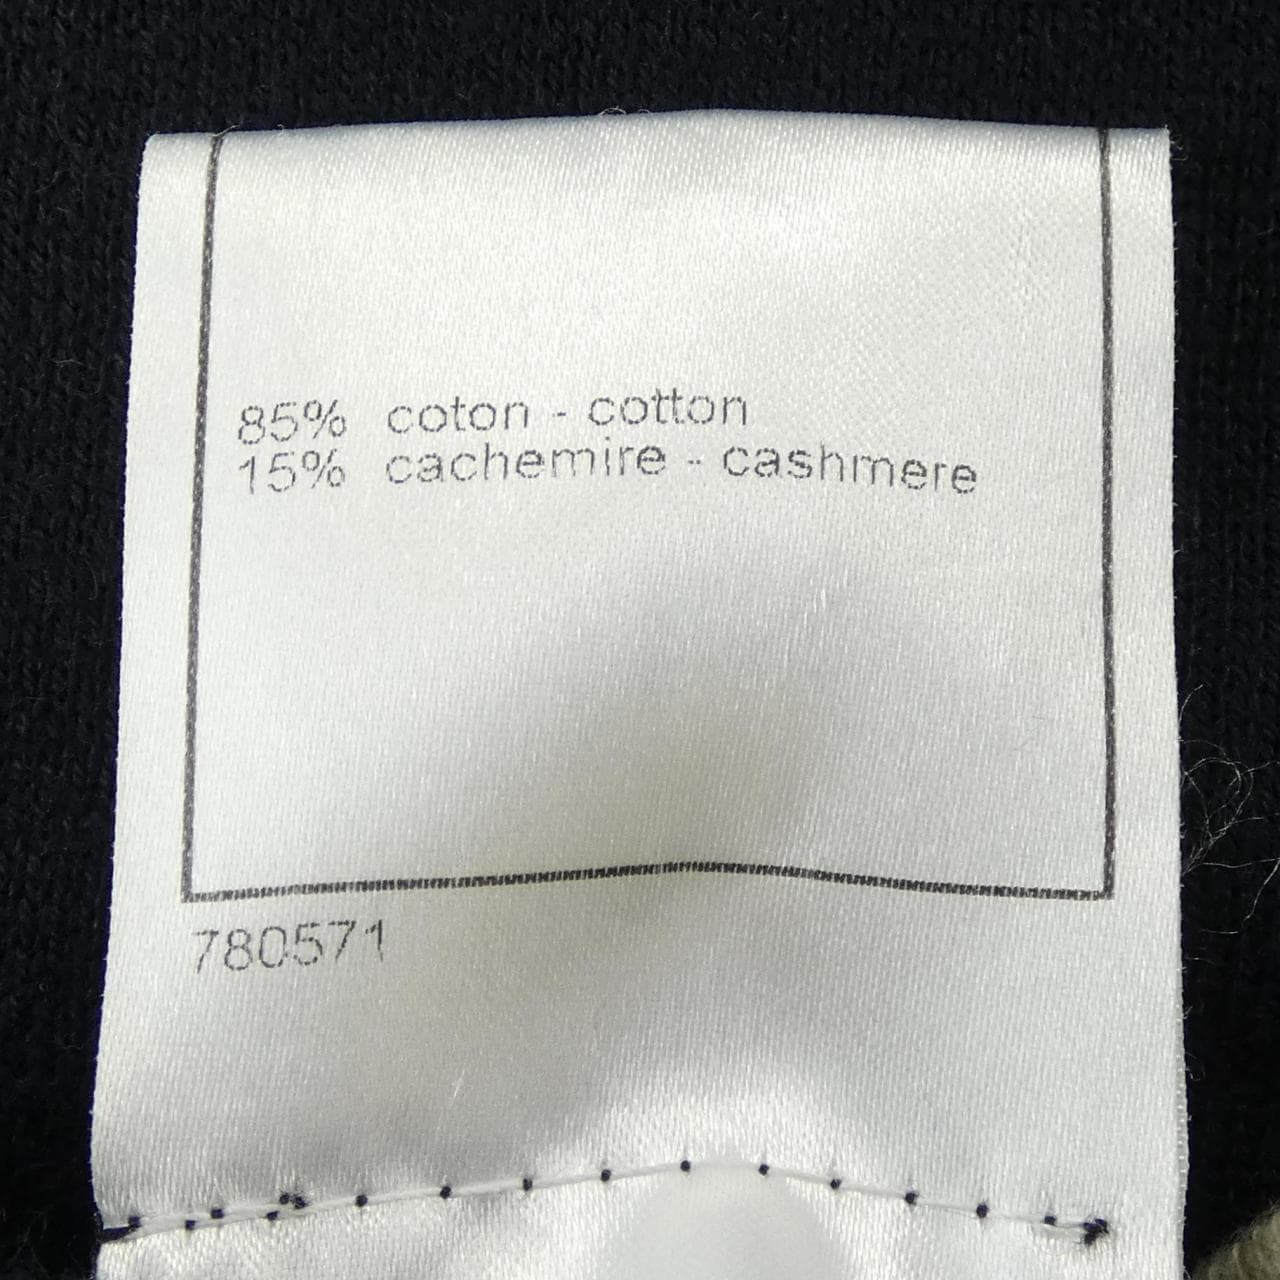 85% coton - cotton
15% cachemire - cashmere
780571